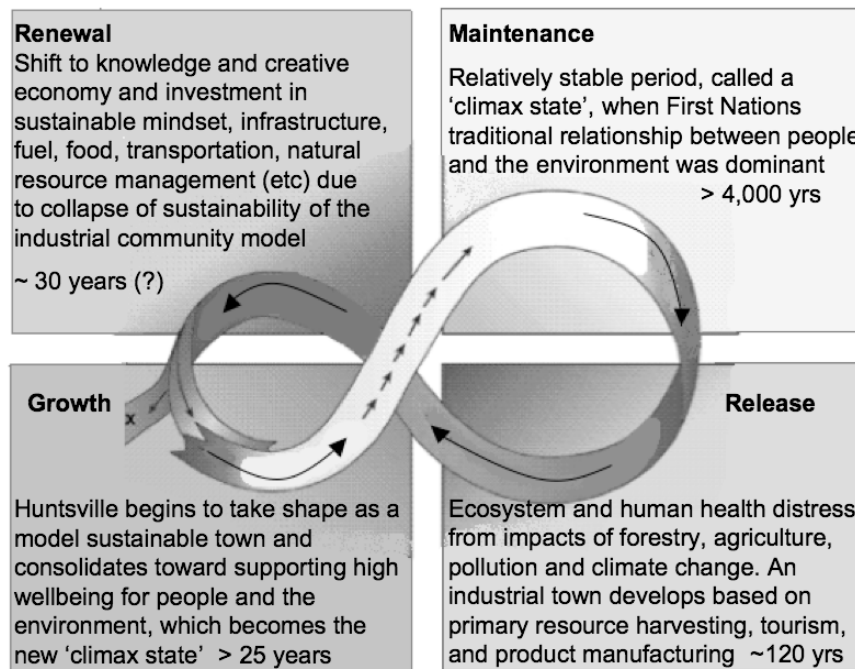 Renewal
Shift to knowledge and creative
economy and investment in
sustainable mindset, infrastructure,
fuel, food, transportation, natural
resource management (etc) due
to collapse of sustainability of the
industrial community model
~ 30 years (?)
Maintenance
Relatively stable period, called a
‘climax state’, when First Nations
traditional relationship between people
and the environment was dominant
> 4,000 yrs
Growth
x
Huntsville begins to take shape as a
model sustainable town and
consolidates toward supporting high
wellbeing for people and the
environment, which becomes the
new ‘climax state’ > 25 years
Release
Ecosystem and human health distress
from impacts of forestry, agriculture,
pollution and climate change. An
industrial town develops based on
primary resource harvesting, tourism,
and product manufacturing ~120 yrs